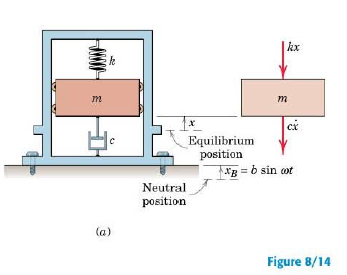 k
m
c
x
Equilibrium
position
x_B = b sin ωt
Neutral
position
(a)
kx
m
cẋ
Figure 8/14